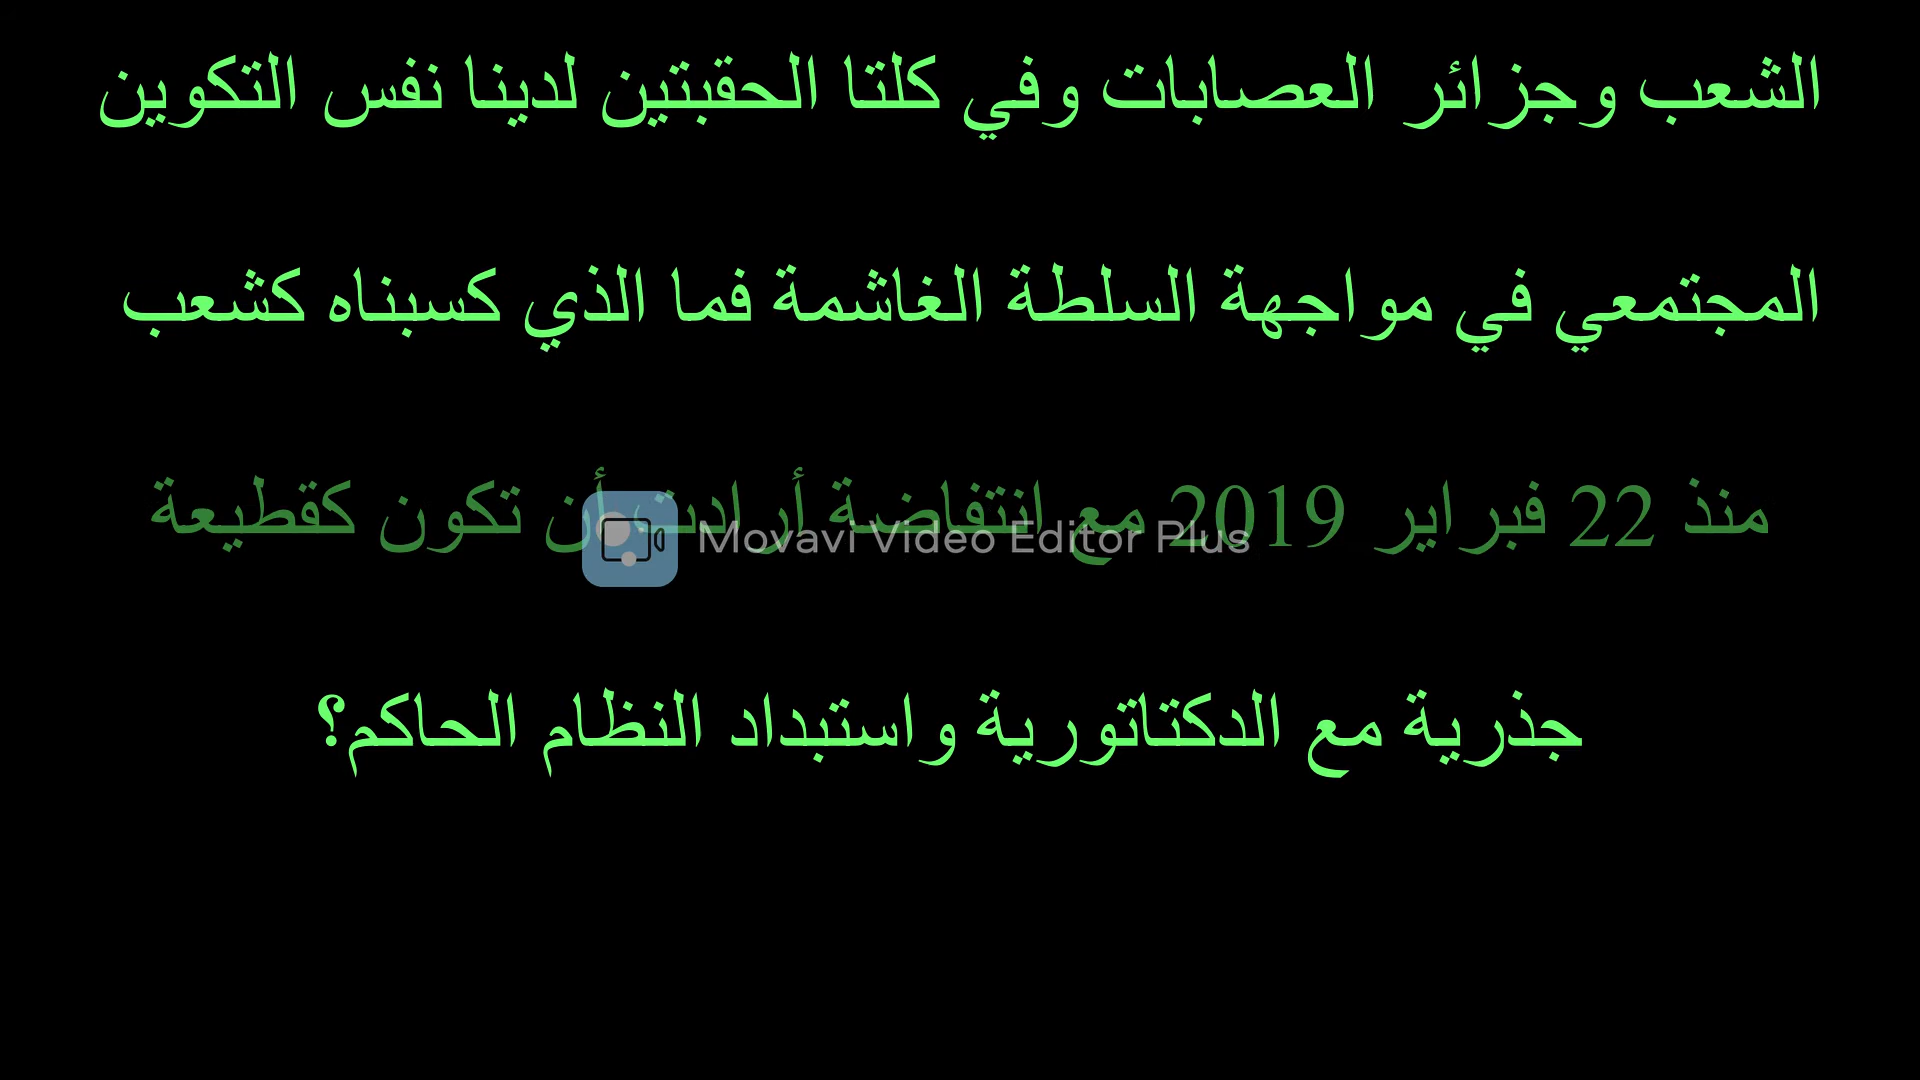 الشعب وجزائر العصابات وفي كلتا الحقبتين لدينا نفس التكوين
المجتمعي في مواجهة السلطة الغاشمة فما الذي كسبناه كشعب
منذ 22 فبراير 2019 مع انتفاضة أرادت أن تكون كقطيعة
Movavi Video Editor Plus
جذرية مع الدكتاتورية واستبداد النظام الحاكم؟